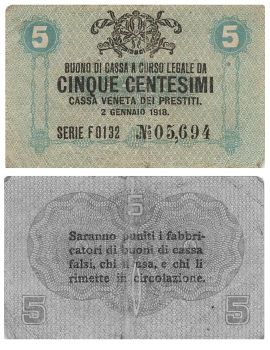 5 5
BUONO DI CASSA A CORSO LEGALE DA
CINQUE CENTESIMI
CASSA VENETA DEI PRESTITI.
2 GENNAIO 1918.
SERIE F0132 No 05,694
5
Saranno puniti i fabbri-
catori di buoni di cassa
falsi, chi li usa, e chi li
rimette in circolazione.
5 5